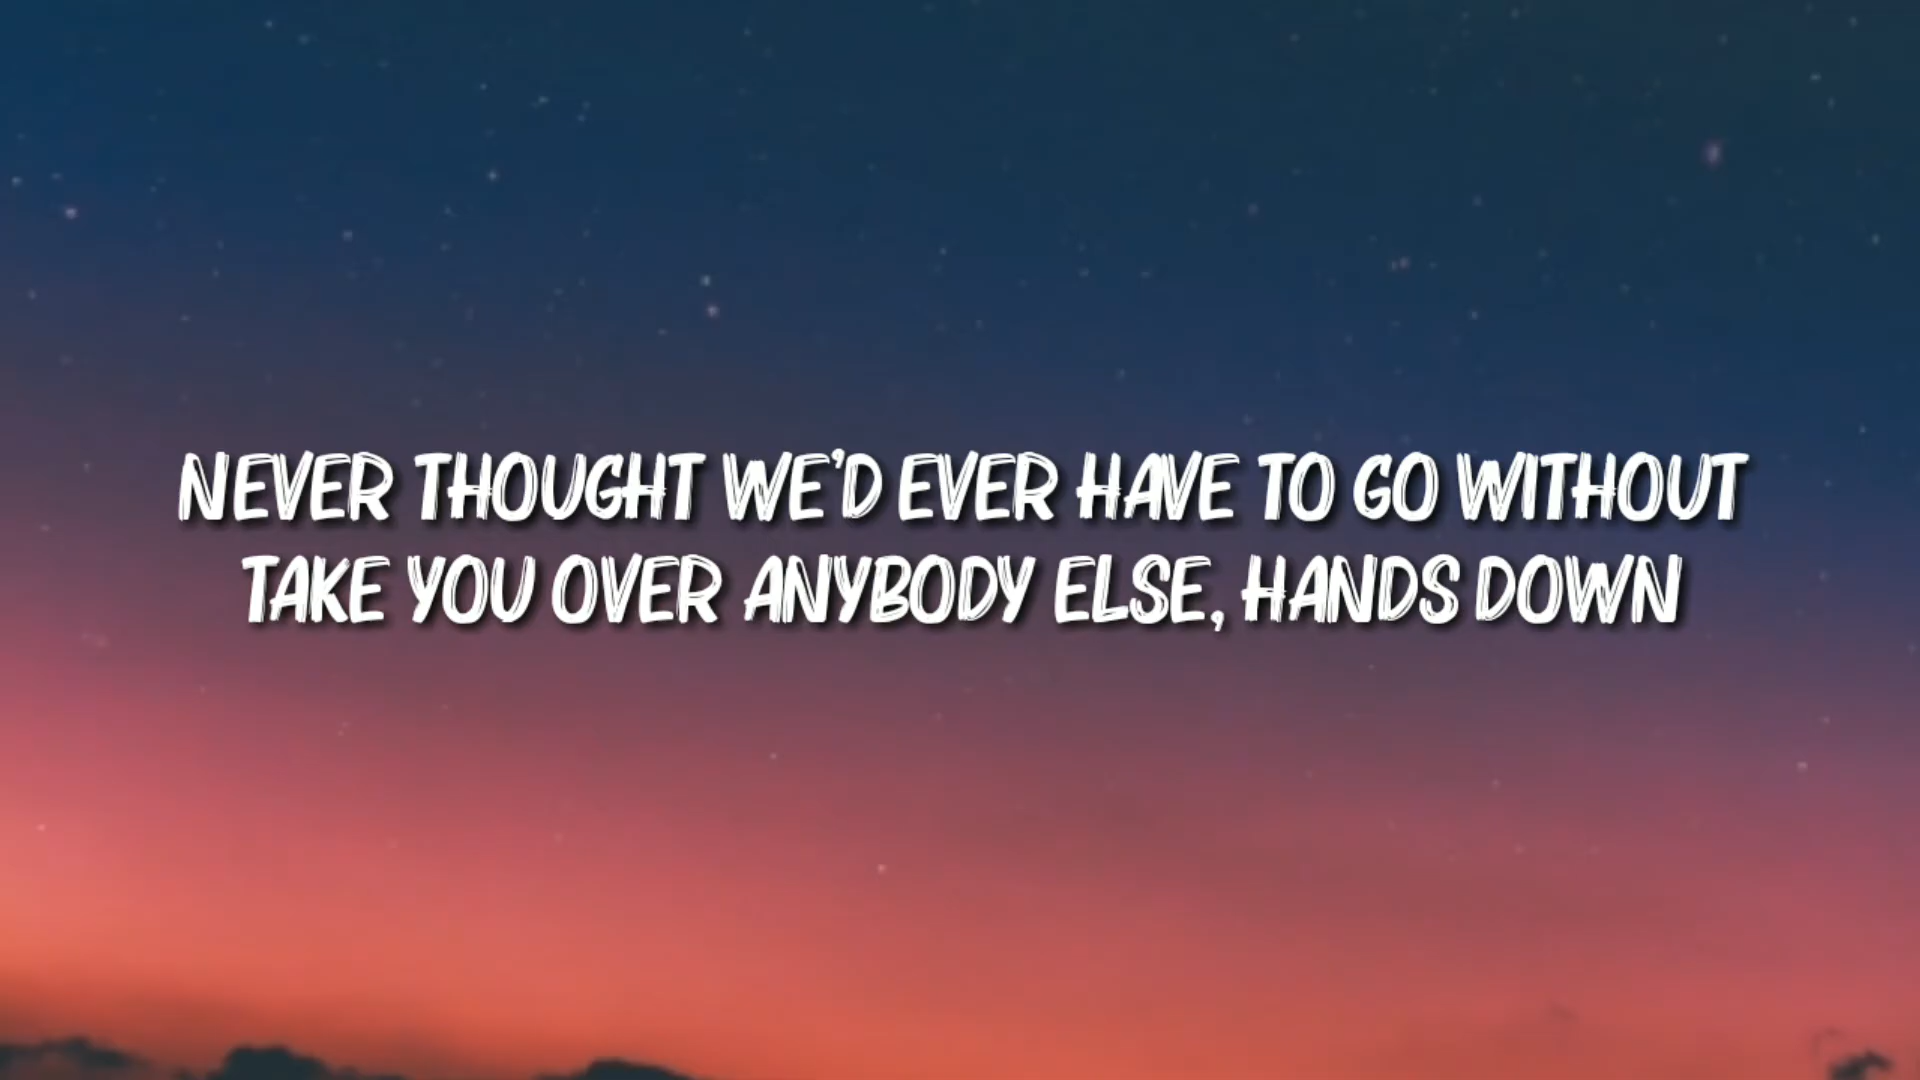 NEVER THOUGHT WE'D EVER HAVE TO GO WITHOUT
TAKE YOU OVER ANYBODY ELSE, HANDS DOWN